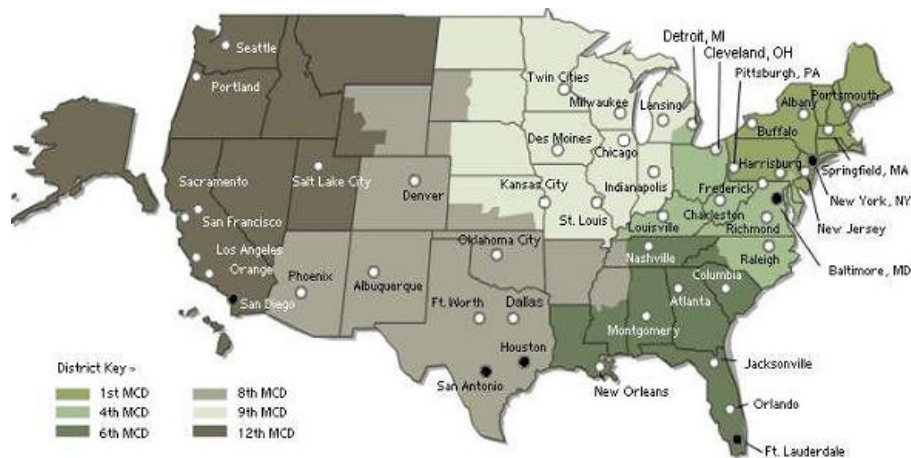 Detroit, MI
Cleveland, OH
Pittsburgh, PA
Seattle
Portland
Twin Cities
Milwaukee
Lansing
Albany
Portsmouth
Buffalo
Des Moines
Chicago
Harrisburg
Springfield, MA
Sacramento
Salt Lake City
Denver
Kansas City
Indianapolis
Frederick
New York, NY
San Francisco
St. Louis
Louisville
Chakleston
Richmond
New Jersey
Los Angeles
Orange
Oklahoma City
Nashville
Raleigh
Baltimore, MD
Phoenix
Albuquerque
Columbia
San Diego
Ft. Worth
Dallas
Atlanta
Montgomery
Houston
San Antonio
Jacksonville
New Orleans
Orlando
Ft. Lauderdale
District Key »
1st MCD
8th MCD
4th MCD
9th MCD
6th MCD
12th MCD